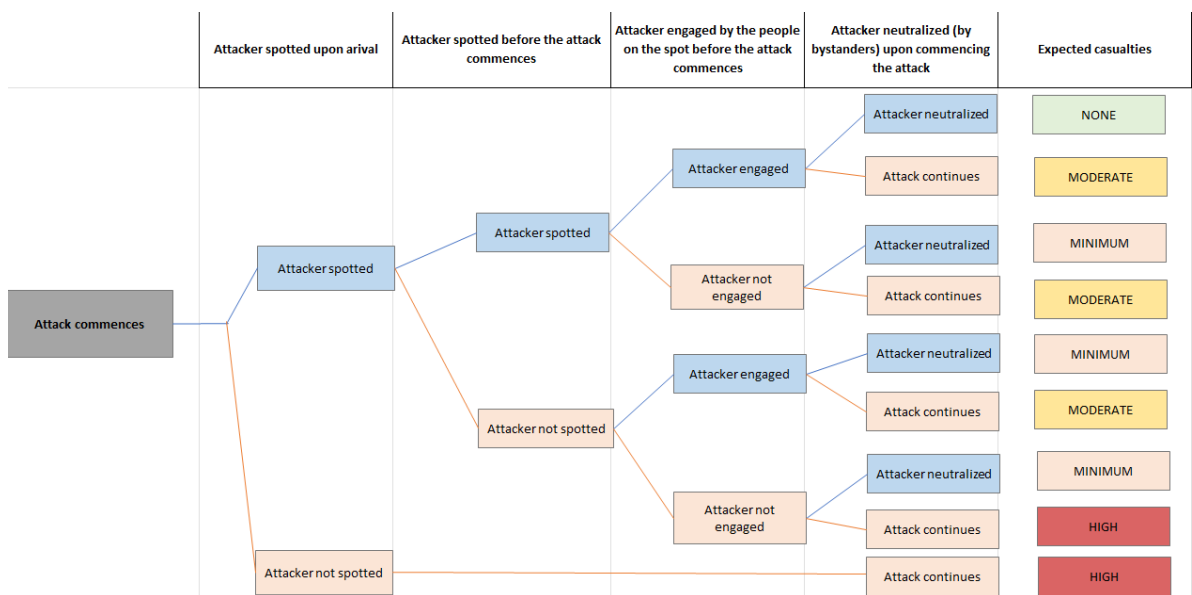 Attacker spotted upon arival
Attacker spotted before the attack
commences
Attacker engaged by the people
on the spot before the attack
commences
Attacker neutralized (by
bystanders) upon commencing
the attack
Expected casualties
Attacker neutralized
NONE
Attacker engaged
Attack continues
MODERATE
Attacker spotted
Attacker neutralized
MINIMUM
Attacker spotted
Attacker not
engaged
Attack continues
MODERATE
Attack commences
Attacker engaged
Attacker neutralized
MINIMUM
Attack continues
MODERATE
Attacker not spotted
Attacker neutralized
MINIMUM
Attacker not
engaged
Attack continues
HIGH
Attacker not spotted
Attack continues
HIGH